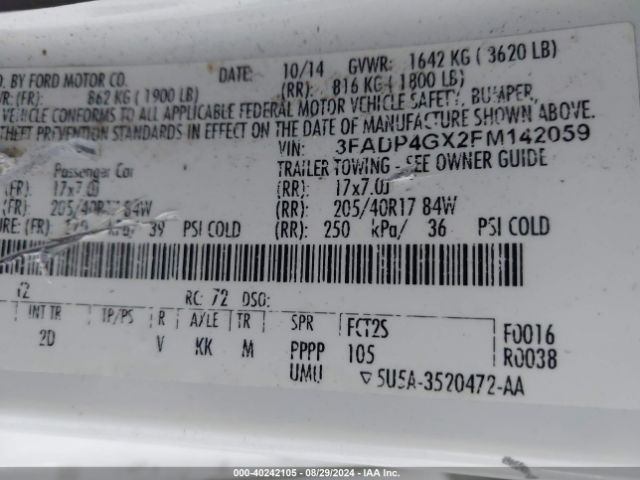 D. BY FORD MOTOR CO.
DATE: 10/14 GVWR: 1642 KG ( 3620 LB)
WR: (FR): 862 KG ( 1900 LB) (RR): 816 KG ( 1800 LB)
VEHICLE CONFORMS TO ALL APPLICABLE FEDERAL MOTOR VEHICLE SAFETY, BUMPER,
THEFT PREVENTION STANDARDS IN EFFECT ON THE DATE OF MANUFACTURE SHOWN ABOVE.
VIN: 3FADP4GX2FM142059
Passenger Car TRAILER TOWING - SEE OWNER GUIDE
(FR): 17x7.0J (RR): 17x7.0J
(FR): 205/40R17 84W (RR): 205/40R17 84W
URE: (FR): kPa/ 39 PSI COLD (RR): 250 kPa/ 36 PSI COLD
RC: 72 DSO:
INT TR TP/PS R AXLE TR SPR FCT2S F0016
2D V KK M PPPP 105 R0038
UMU ▽ 5U5A-3520472-AA
000-40242105 - 08/29/2024 - IAA Inc.